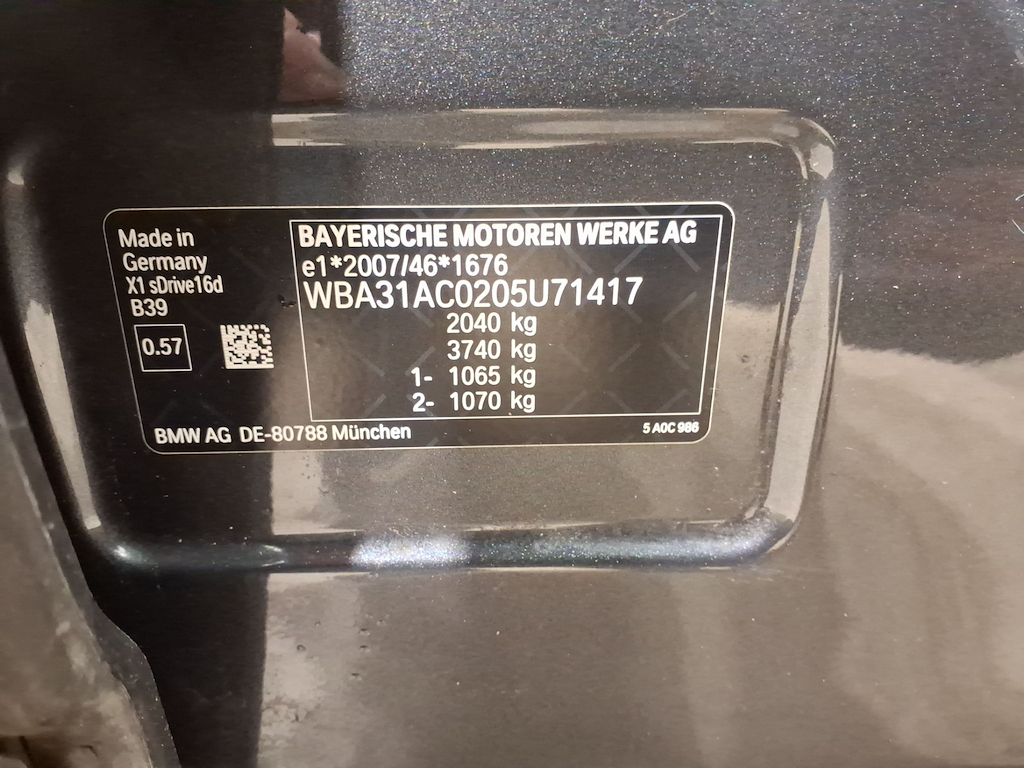 Made in
Germany
X1 sDrive16d
B39
0.57
BAYERISCHE MOTOREN WERKE AG
e1*2007/46*1676
WBA31AC0205U71417
2040 kg
3740 kg
1- 1065 kg
2- 1070 kg
BMW AG DE-80788 München
5 A0C 986